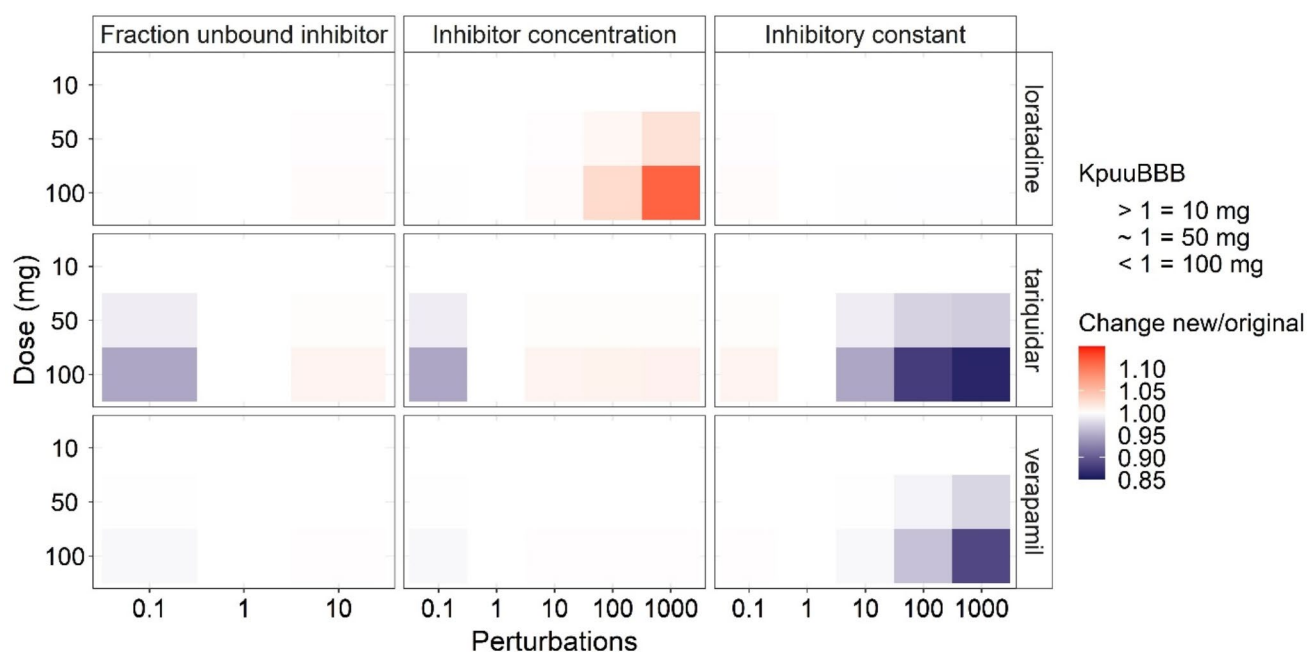 Fraction unbound inhibitor
Inhibitor concentration
Inhibitory constant
10
50
100
loratadine
10
50
100
tariquidar
10
50
100
verapamil
Dose (mg)
0.1 1 10
0.1 1 10 100 1000
0.1 1 10 100 1000
Perturbations
KpuuBBB
> 1 = 10 mg
~ 1 = 50 mg
< 1 = 100 mg
Change new/original
1.10
1.05
1.00
0.95
0.90
0.85